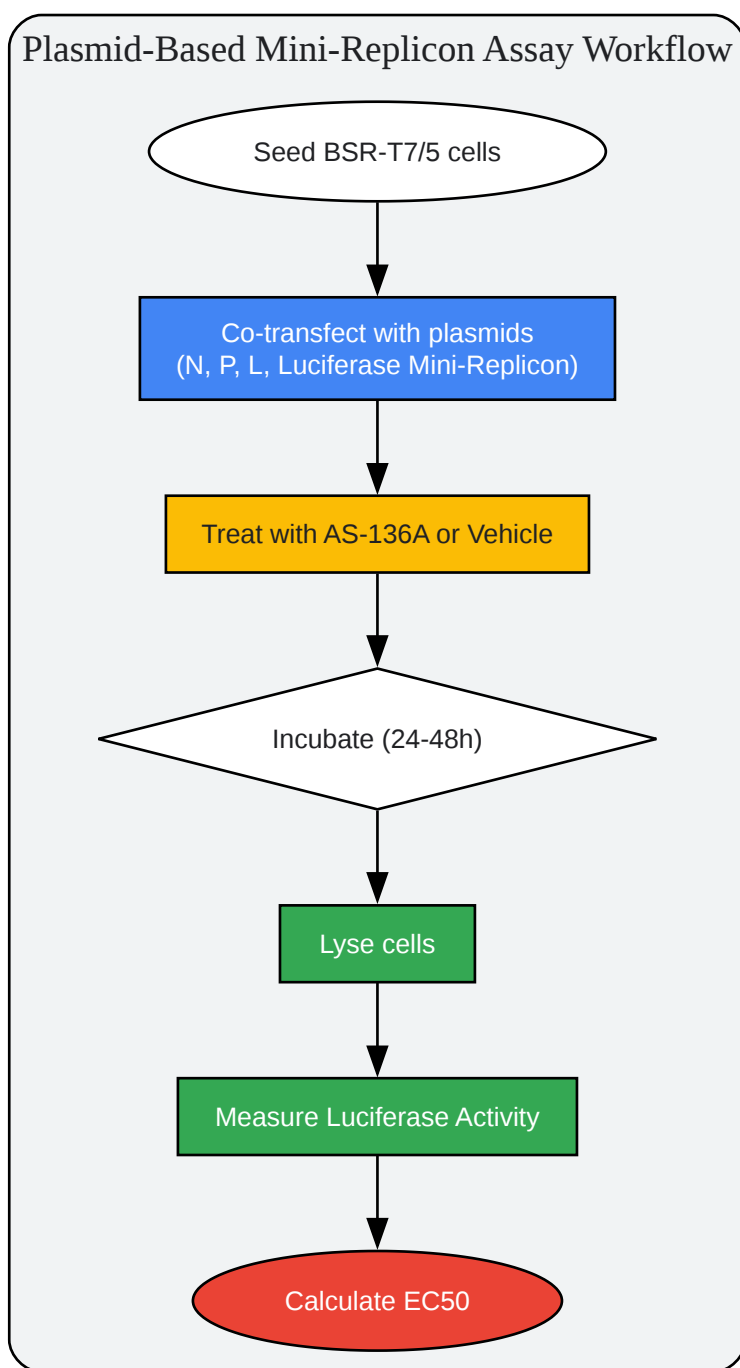 Plasmid-Based Mini-Replicon Assay Workflow
Seed BSR-T7/5 cells
Co-transfect with plasmids
(N, P, L, Luciferase Mini-Replicon)
Treat with AS-136A or Vehicle
Incubate (24-48h)
Lyse cells
Measure Luciferase Activity
Calculate EC50